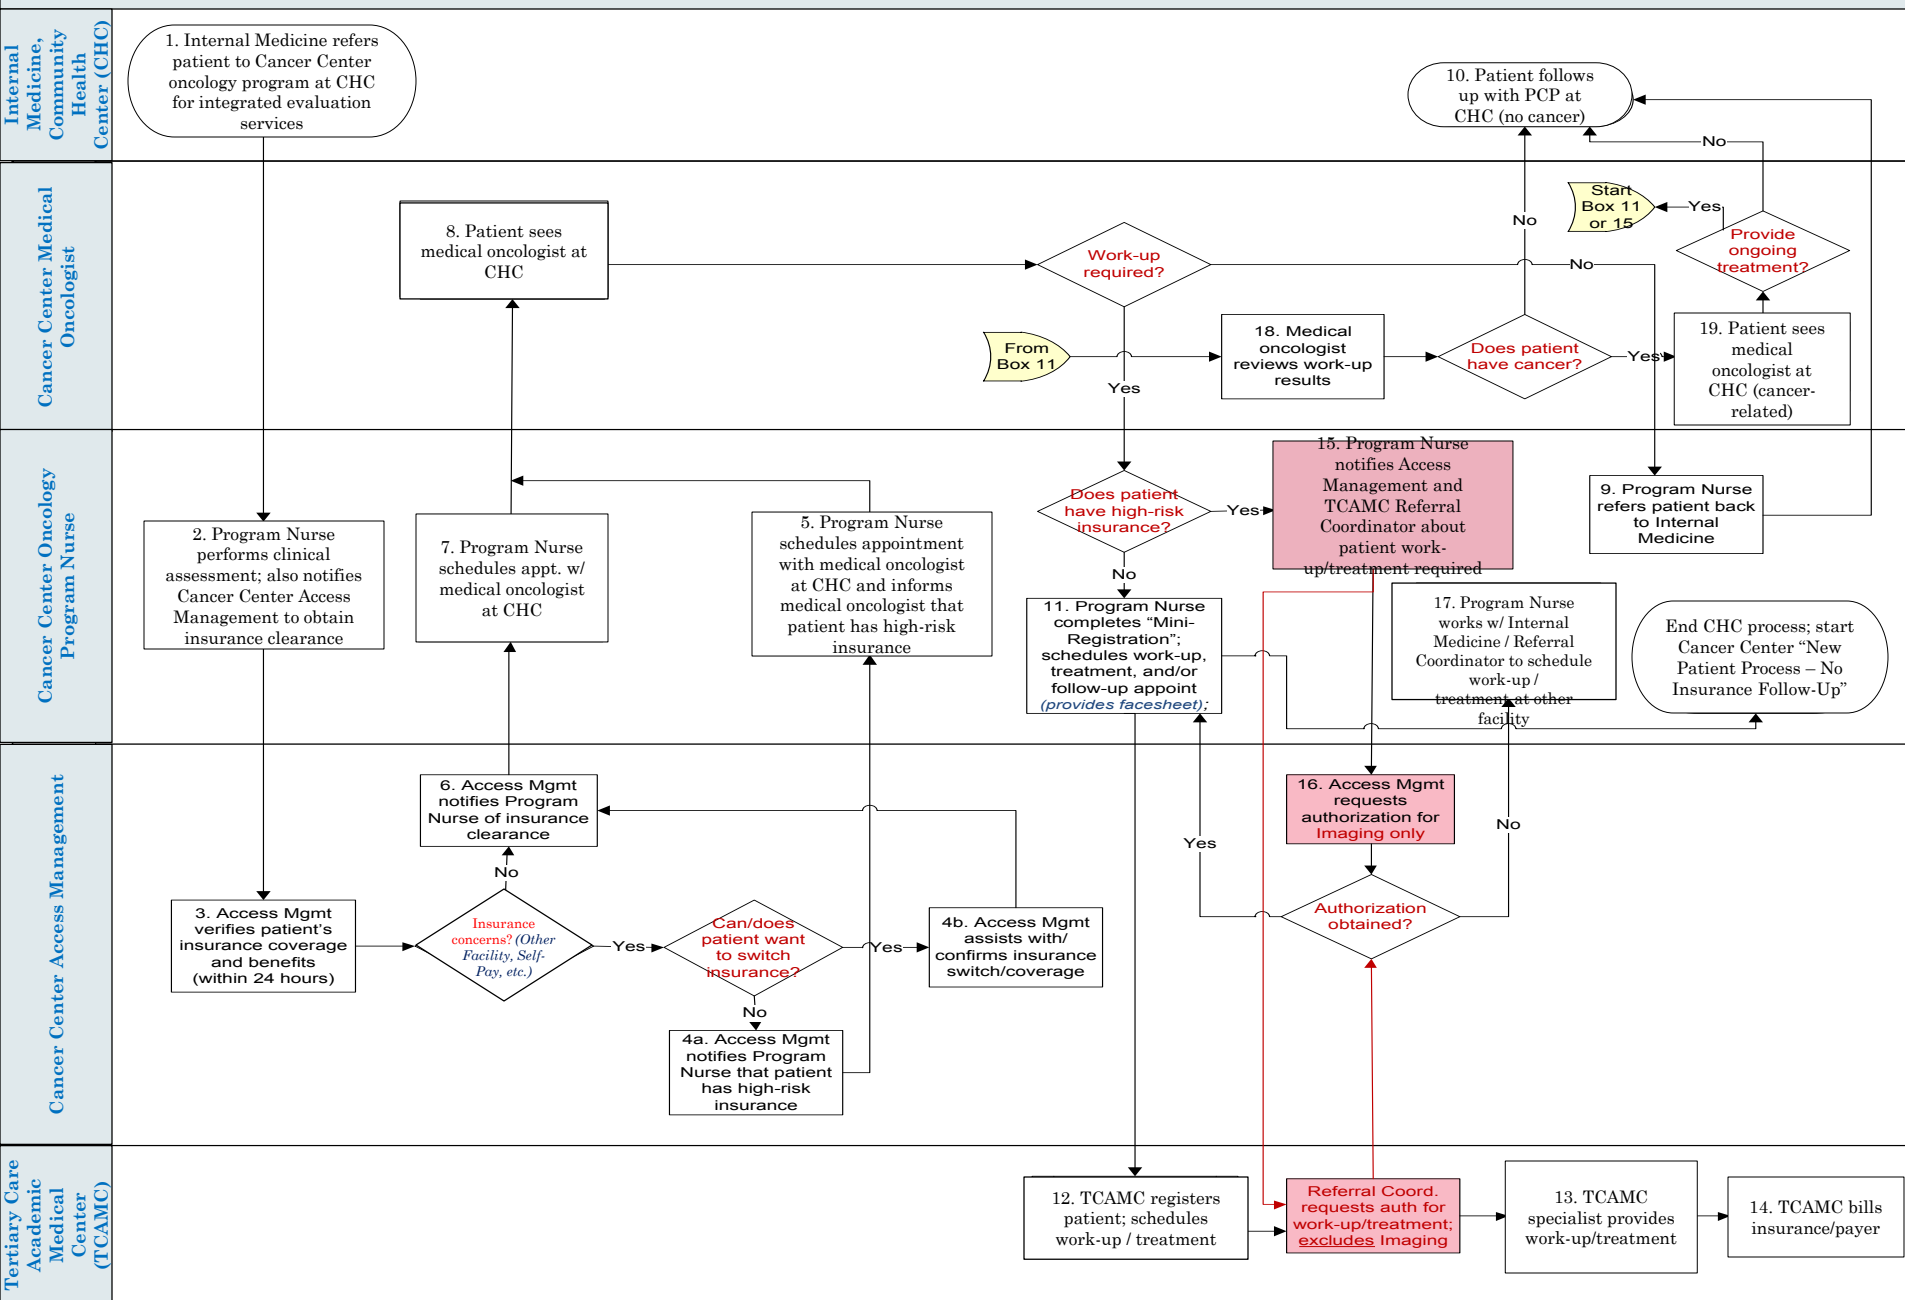 Internal
Medicine,
Community
Health
Center (CHC)
1. Internal Medicine refers
patient to Cancer Center
oncology program at CHC
for integrated evaluation
services
10. Patient follows
up with PCP at
CHC (no cancer)
No
Cancer Center Medical
Oncologist
8. Patient sees
medical oncologist at
CHC
Work-up
required?
No
Yes
From
Box 11
18. Medical
oncologist
reviews work-up
results
Does patient
have cancer?
No
Yes
19. Patient sees
medical
oncologist at
CHC (cancer-
related)
Provide
ongoing
treatment?
Yes
Start
Box 11
or 15
Cancer Center Oncology
Program Nurse
2. Program Nurse
performs clinical
assessment; also notifies
Cancer Center Access
Management to obtain
insurance clearance
7. Program Nurse
schedules appt. w/
medical oncologist
at CHC
5. Program Nurse
schedules appointment
with medical oncologist
at CHC and informs
medical oncologist that
patient has high-risk
insurance
Does patient
have high-risk
insurance?
Yes
No
15. Program Nurse
notifies Access
Management and
TCAMC Referral
Coordinator about
patient work-
up/treatment required
9. Program Nurse
refers patient back
to Internal
Medicine
11. Program Nurse
completes “Mini-
Registration”;
schedules work-up,
treatment, and/or
follow-up appoint
(provides facesheet);
17. Program Nurse
works w/ Internal
Medicine / Referral
Coordinator to schedule
work-up /
treatment at other
facility
End CHC process; start
Cancer Center “New
Patient Process – No
Insurance Follow-Up”
Cancer Center Access Management
6. Access Mgmt
notifies Program
Nurse of insurance
clearance
No
3. Access Mgmt
verifies patient’s
insurance coverage
and benefits
(within 24 hours)
Insurance
concerns? (Other
Facility, Self-
Pay, etc.)
Yes
Can/does
patient want
to switch
insurance?
Yes
No
4b. Access Mgmt
assists with/
confirms insurance
switch/coverage
4a. Access Mgmt
notifies Program
Nurse that patient
has high-risk
insurance
16. Access Mgmt
requests
authorization for
Imaging only
Yes
No
Authorization
obtained?
Tertiary Care
Academic
Medical
Center
(TCAMC)
12. TCAMC registers
patient; schedules
work-up / treatment
Referral Coord.
requests auth for
work-up/treatment;
excludes Imaging
13. TCAMC
specialist provides
work-up/treatment
14. TCAMC bills
insurance/payer